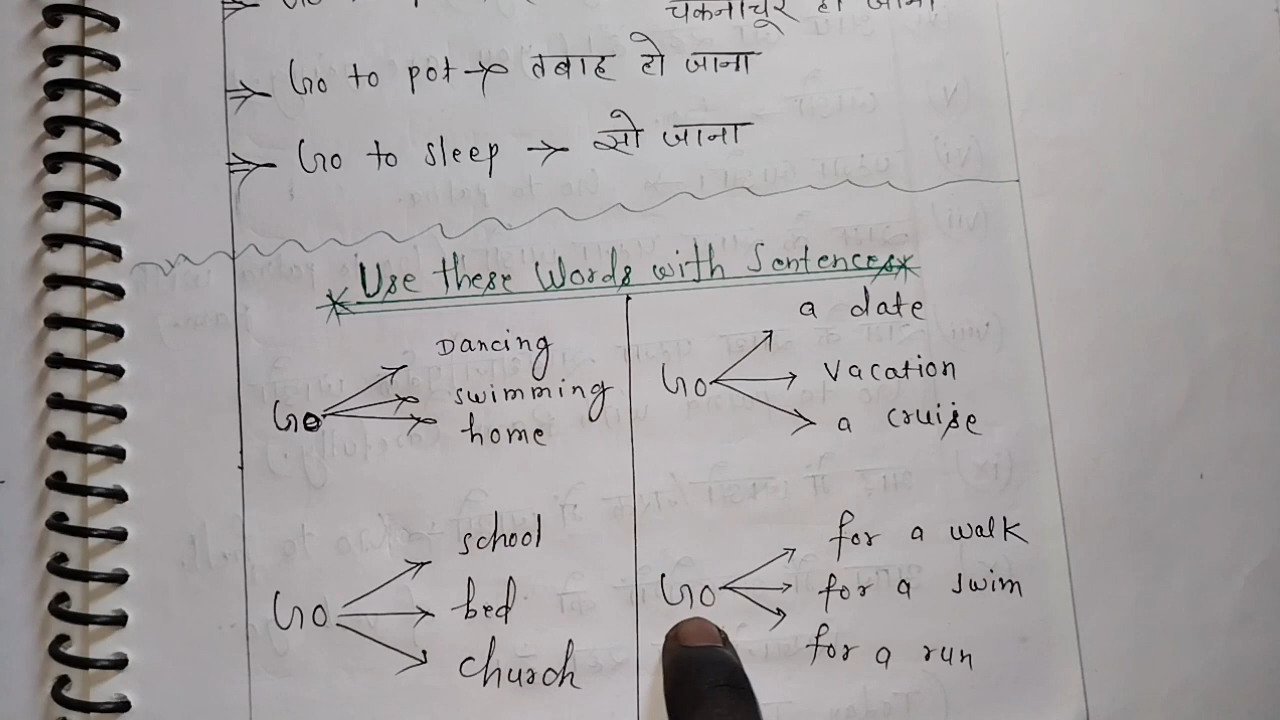 चकनाचूर हो जाना
Go to pot → तबाह हो जाना
Go to sleep → सो जाना
*Use these Words with Sentences*
Go
Dancing
swimming
home
Go
a date
vacation
a cruise
Go
school
bed
church
Go
for a walk
for a swim
for a run